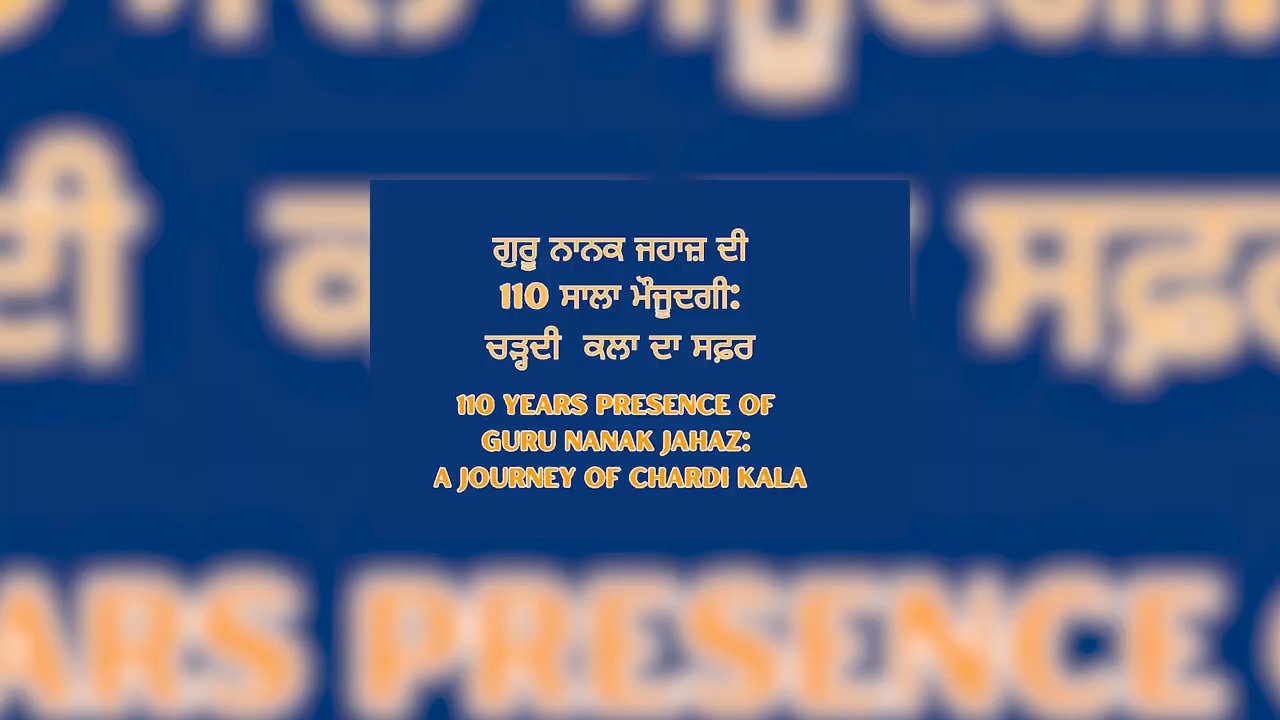 ਗੁਰੂ ਨਾਨਕ ਜਹਾਜ਼ ਦੀ
110 ਸਾਲਾ ਮੌਜੂਦਗੀ:
ਚੜ੍ਹਦੀ ਕਲਾ ਦਾ ਸਫ਼ਰ
110 YEARS PRESENCE OF
GURU NANAK JAHAZ:
A JOURNEY OF CHARDI KALA